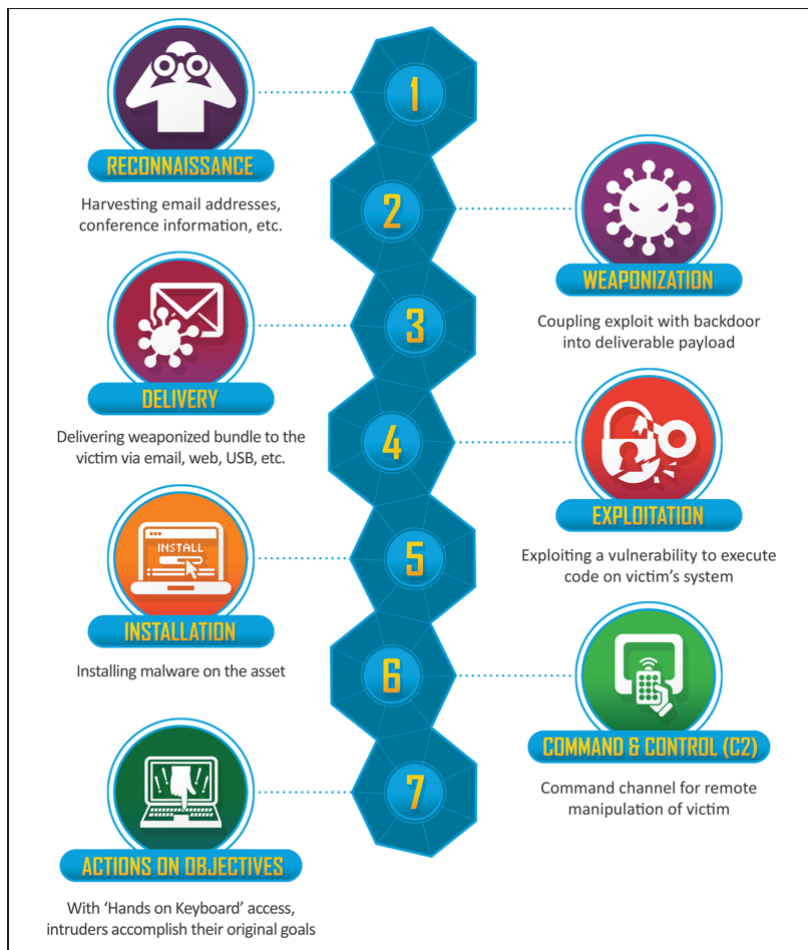 1
RECONNAISSANCE
Harvesting email addresses,
conference information, etc.
2
WEAPONIZATION
Coupling exploit with backdoor
into deliverable payload
3
DELIVERY
Delivering weaponized bundle to the
victim via email, web, USB, etc.
4
EXPLOITATION
Exploiting a vulnerability to execute
code on victim's system
5
INSTALL
INSTALLATION
Installing malware on the asset
6
COMMAND & CONTROL (C2)
Command channel for remote
manipulation of victim
7
ACTIONS ON OBJECTIVES
With ‘Hands on Keyboard’ access,
intruders accomplish their original goals